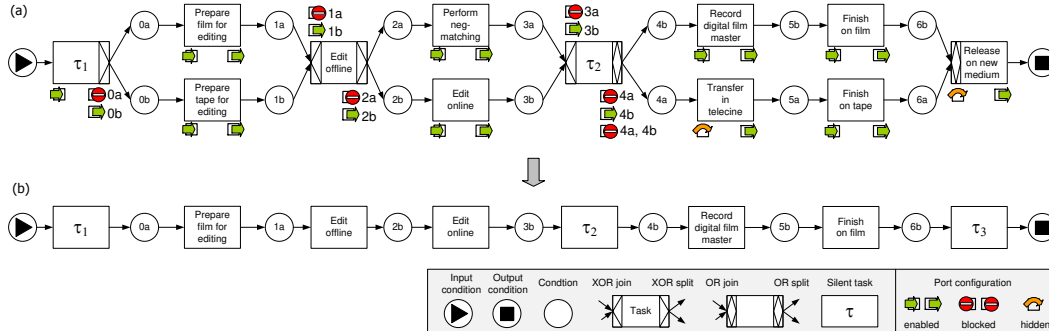 (a)
0a
Prepare
film for
editing
1a
1a
1b
2a
Perform
neg-
matching
3a
3a
3b
4b
Record
digital film
master
5b
Finish
on film
6b
τ1
Edit
offline
τ2
Release
on new
medium
0a
0b
0b
Prepare
tape for
editing
1b
2a
2b
2b
Edit
online
3b
4a
4b
4a, 4b
4a
Transfer
in
telecine
5a
Finish
on tape
6a
(b)
τ1
0a
Prepare
film for
editing
1a
Edit
offline
2b
Edit
online
3b
τ2
4b
Record
digital film
master
5b
Finish
on film
6b
τ3
Input
condition
Output
condition
Condtion
XOR join
XOR split
Task
OR join
OR split
Silent task
τ
Port configuration
enabled
blocked
hidden